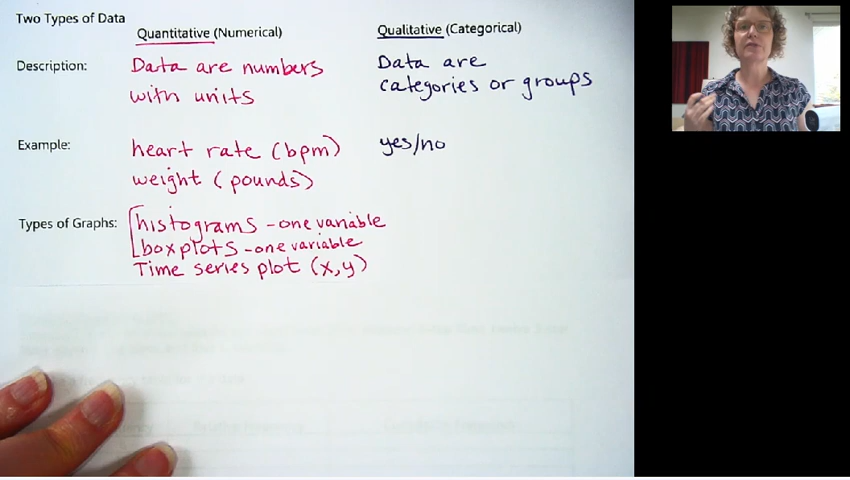 Two Types of Data
Quantitative (Numerical) Qualitative (Categorical)
Description: Data are numbers Data are
with units categories or groups
Example: heart rate (bpm) yes/no
weight (pounds)
Types of Graphs: histograms - one variable
boxplots - one variable
Time series plot (x,y)